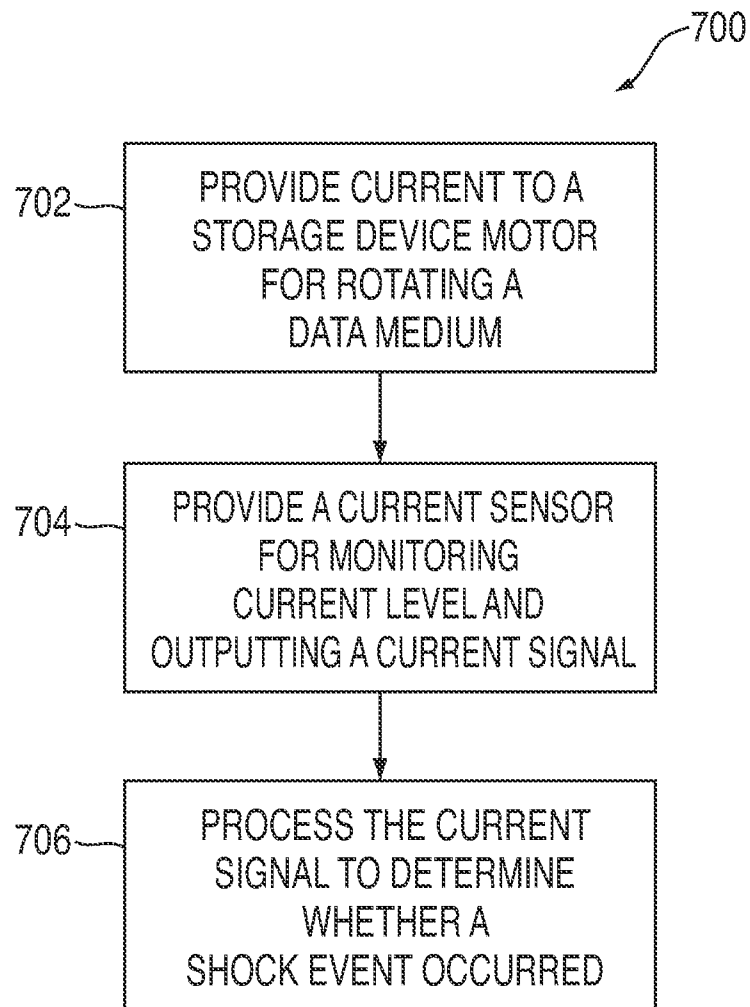 700
702
PROVIDE CURRENT TO A
STORAGE DEVICE MOTOR
FOR ROTATING A
DATA MEDIUM
704
PROVIDE A CURRENT SENSOR
FOR MONITORING
CURRENT LEVEL AND
OUTPUTTING A CURRENT SIGNAL
706
PROCESS THE CURRENT
SIGNAL TO DETERMINE
WHETHER A
SHOCK EVENT OCCURRED